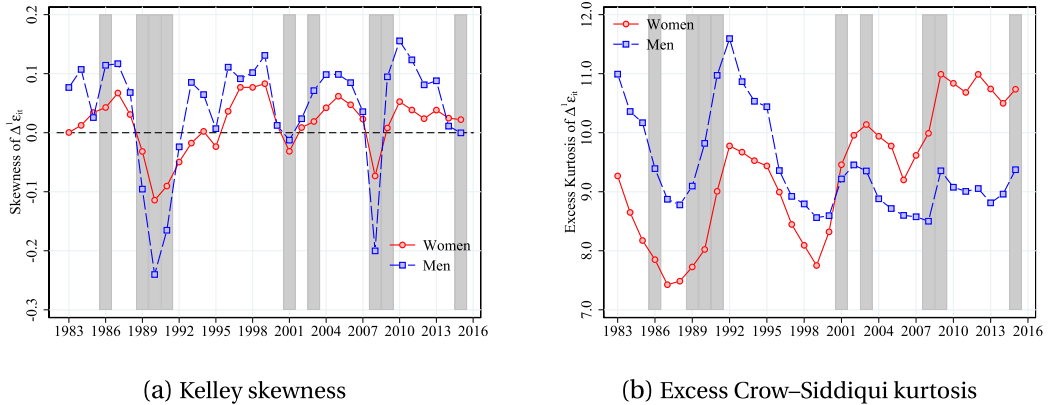 Skewness of Δ¹ε_it
0.2
0.1
0.0
-0.1
-0.2
-0.3
Women
Men
1983 1986 1989 1992 1995 1998 2001 2004 2007 2010 2013 2016
(a) Kelley skewness
Excess Kurtosis of Δ¹ε_it
12.0
11.0
10.0
9.0
8.0
7.0
Women
Men
1983 1986 1989 1992 1995 1998 2001 2004 2007 2010 2013 2016
(b) Excess Crow–Siddiqui kurtosis